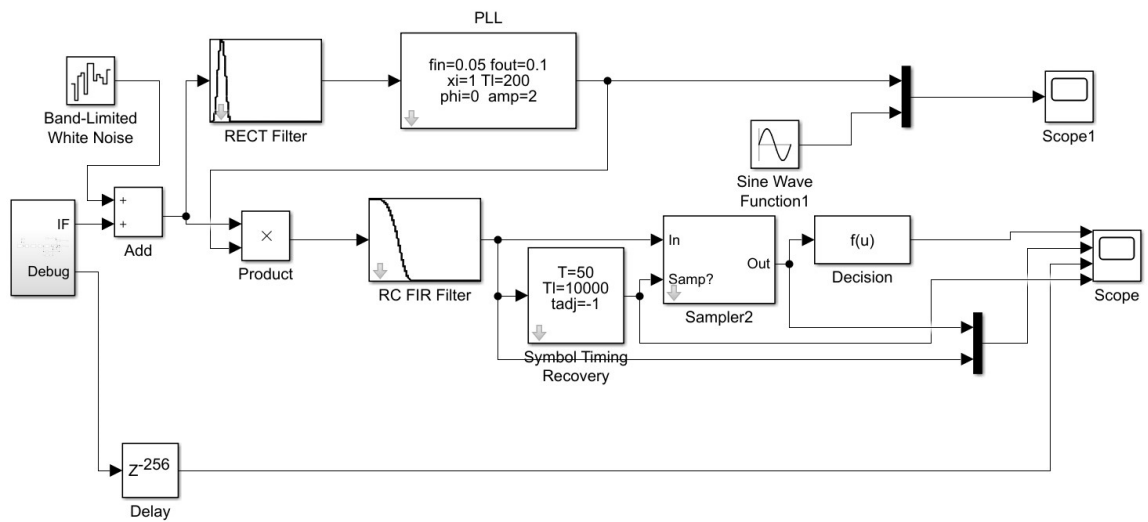 PLL
fin=0.05 fout=0.1
xi=1 Tl=200
phi=0 amp=2
Band-Limited
White Noise
RECT Filter
Scope1
Sine Wave
Function1
IF
Debug
+
+
Add
×
Product
RC FIR Filter
T=50
Tl=10000
tadj=-1
Symbol Timing
Recovery
In
Samp?
Out
Sampler2
f(u)
Decision
Scope
Z-256
Delay